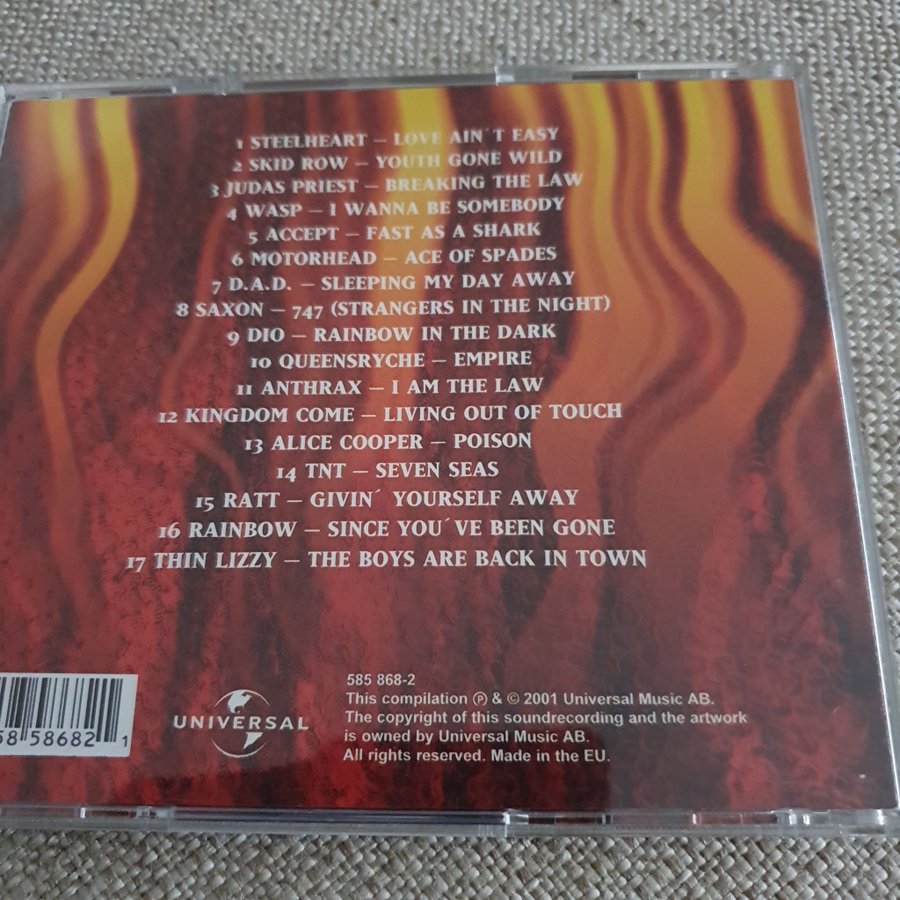 1 STEELHEART – LOVE AIN´T EASY
2 SKID ROW – YOUTH GONE WILD
3 JUDAS PRIEST – BREAKING THE LAW
4 WASP – I WANNA BE SOMEBODY
5 ACCEPT – FAST AS A SHARK
6 MOTORHEAD – ACE OF SPADES
7 D.A.D. – SLEEPING MY DAY AWAY
8 SAXON – 747 (STRANGERS IN THE NIGHT)
9 DIO – RAINBOW IN THE DARK
10 QUEENSRYCHE – EMPIRE
11 ANTHRAX – I AM THE LAW
12 KINGDOM COME – LIVING OUT OF TOUCH
13 ALICE COOPER – POISON
14 TNT – SEVEN SEAS
15 RATT – GIVIN´ YOURSELF AWAY
16 RAINBOW – SINCE YOU´VE BEEN GONE
17 THIN LIZZY – THE BOYS ARE BACK IN TOWN
58682 1
UNIVERSAL
585 868-2
This compilation ℗ & © 2001 Universal Music AB.
The copyright of this soundrecording and the artwork
is owned by Universal Music AB.
All rights reserved. Made in the EU.